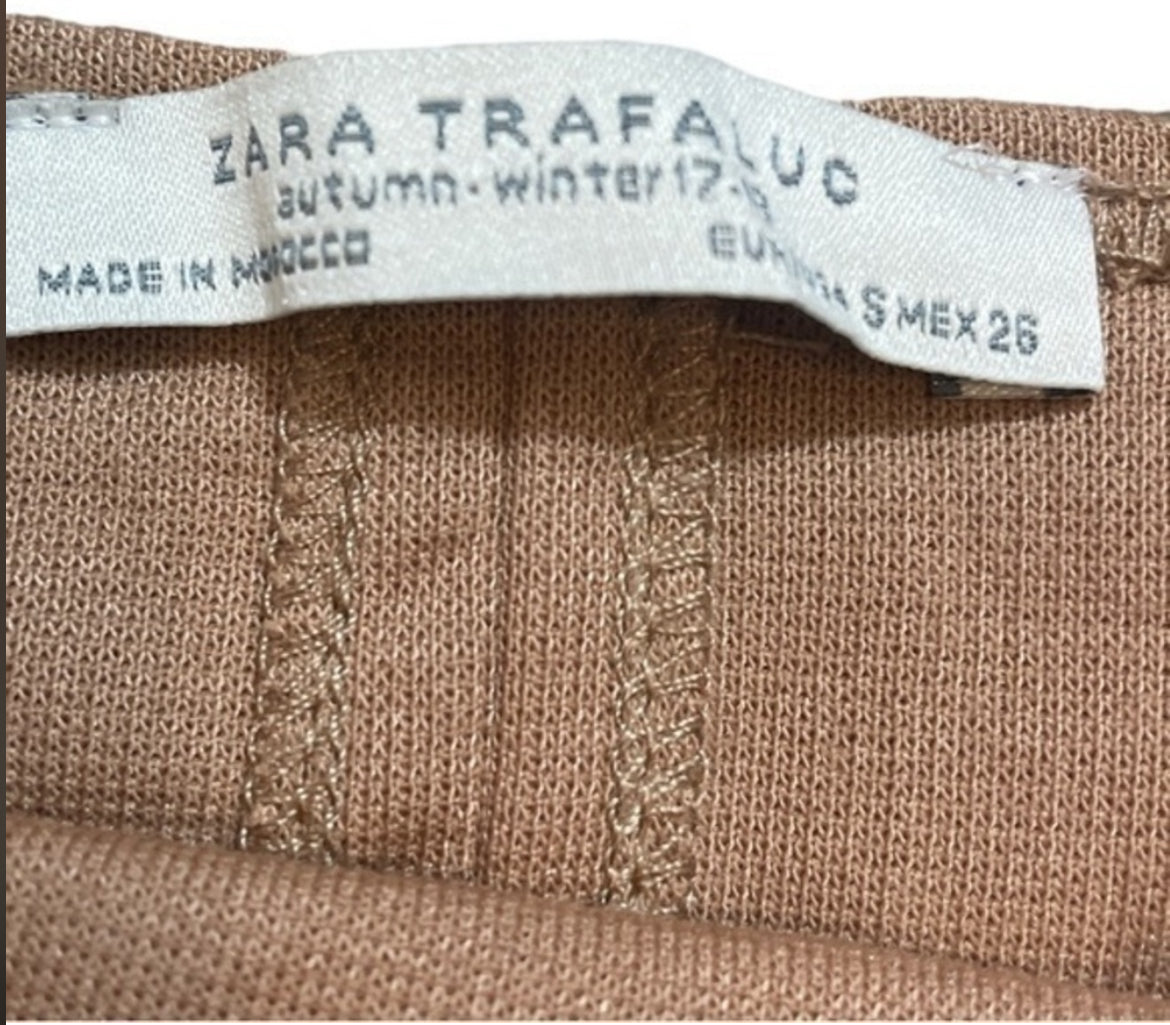 ZARA TRAFALUC
autumn-winter 17-
MADE IN MOROCCO
S MEX 26